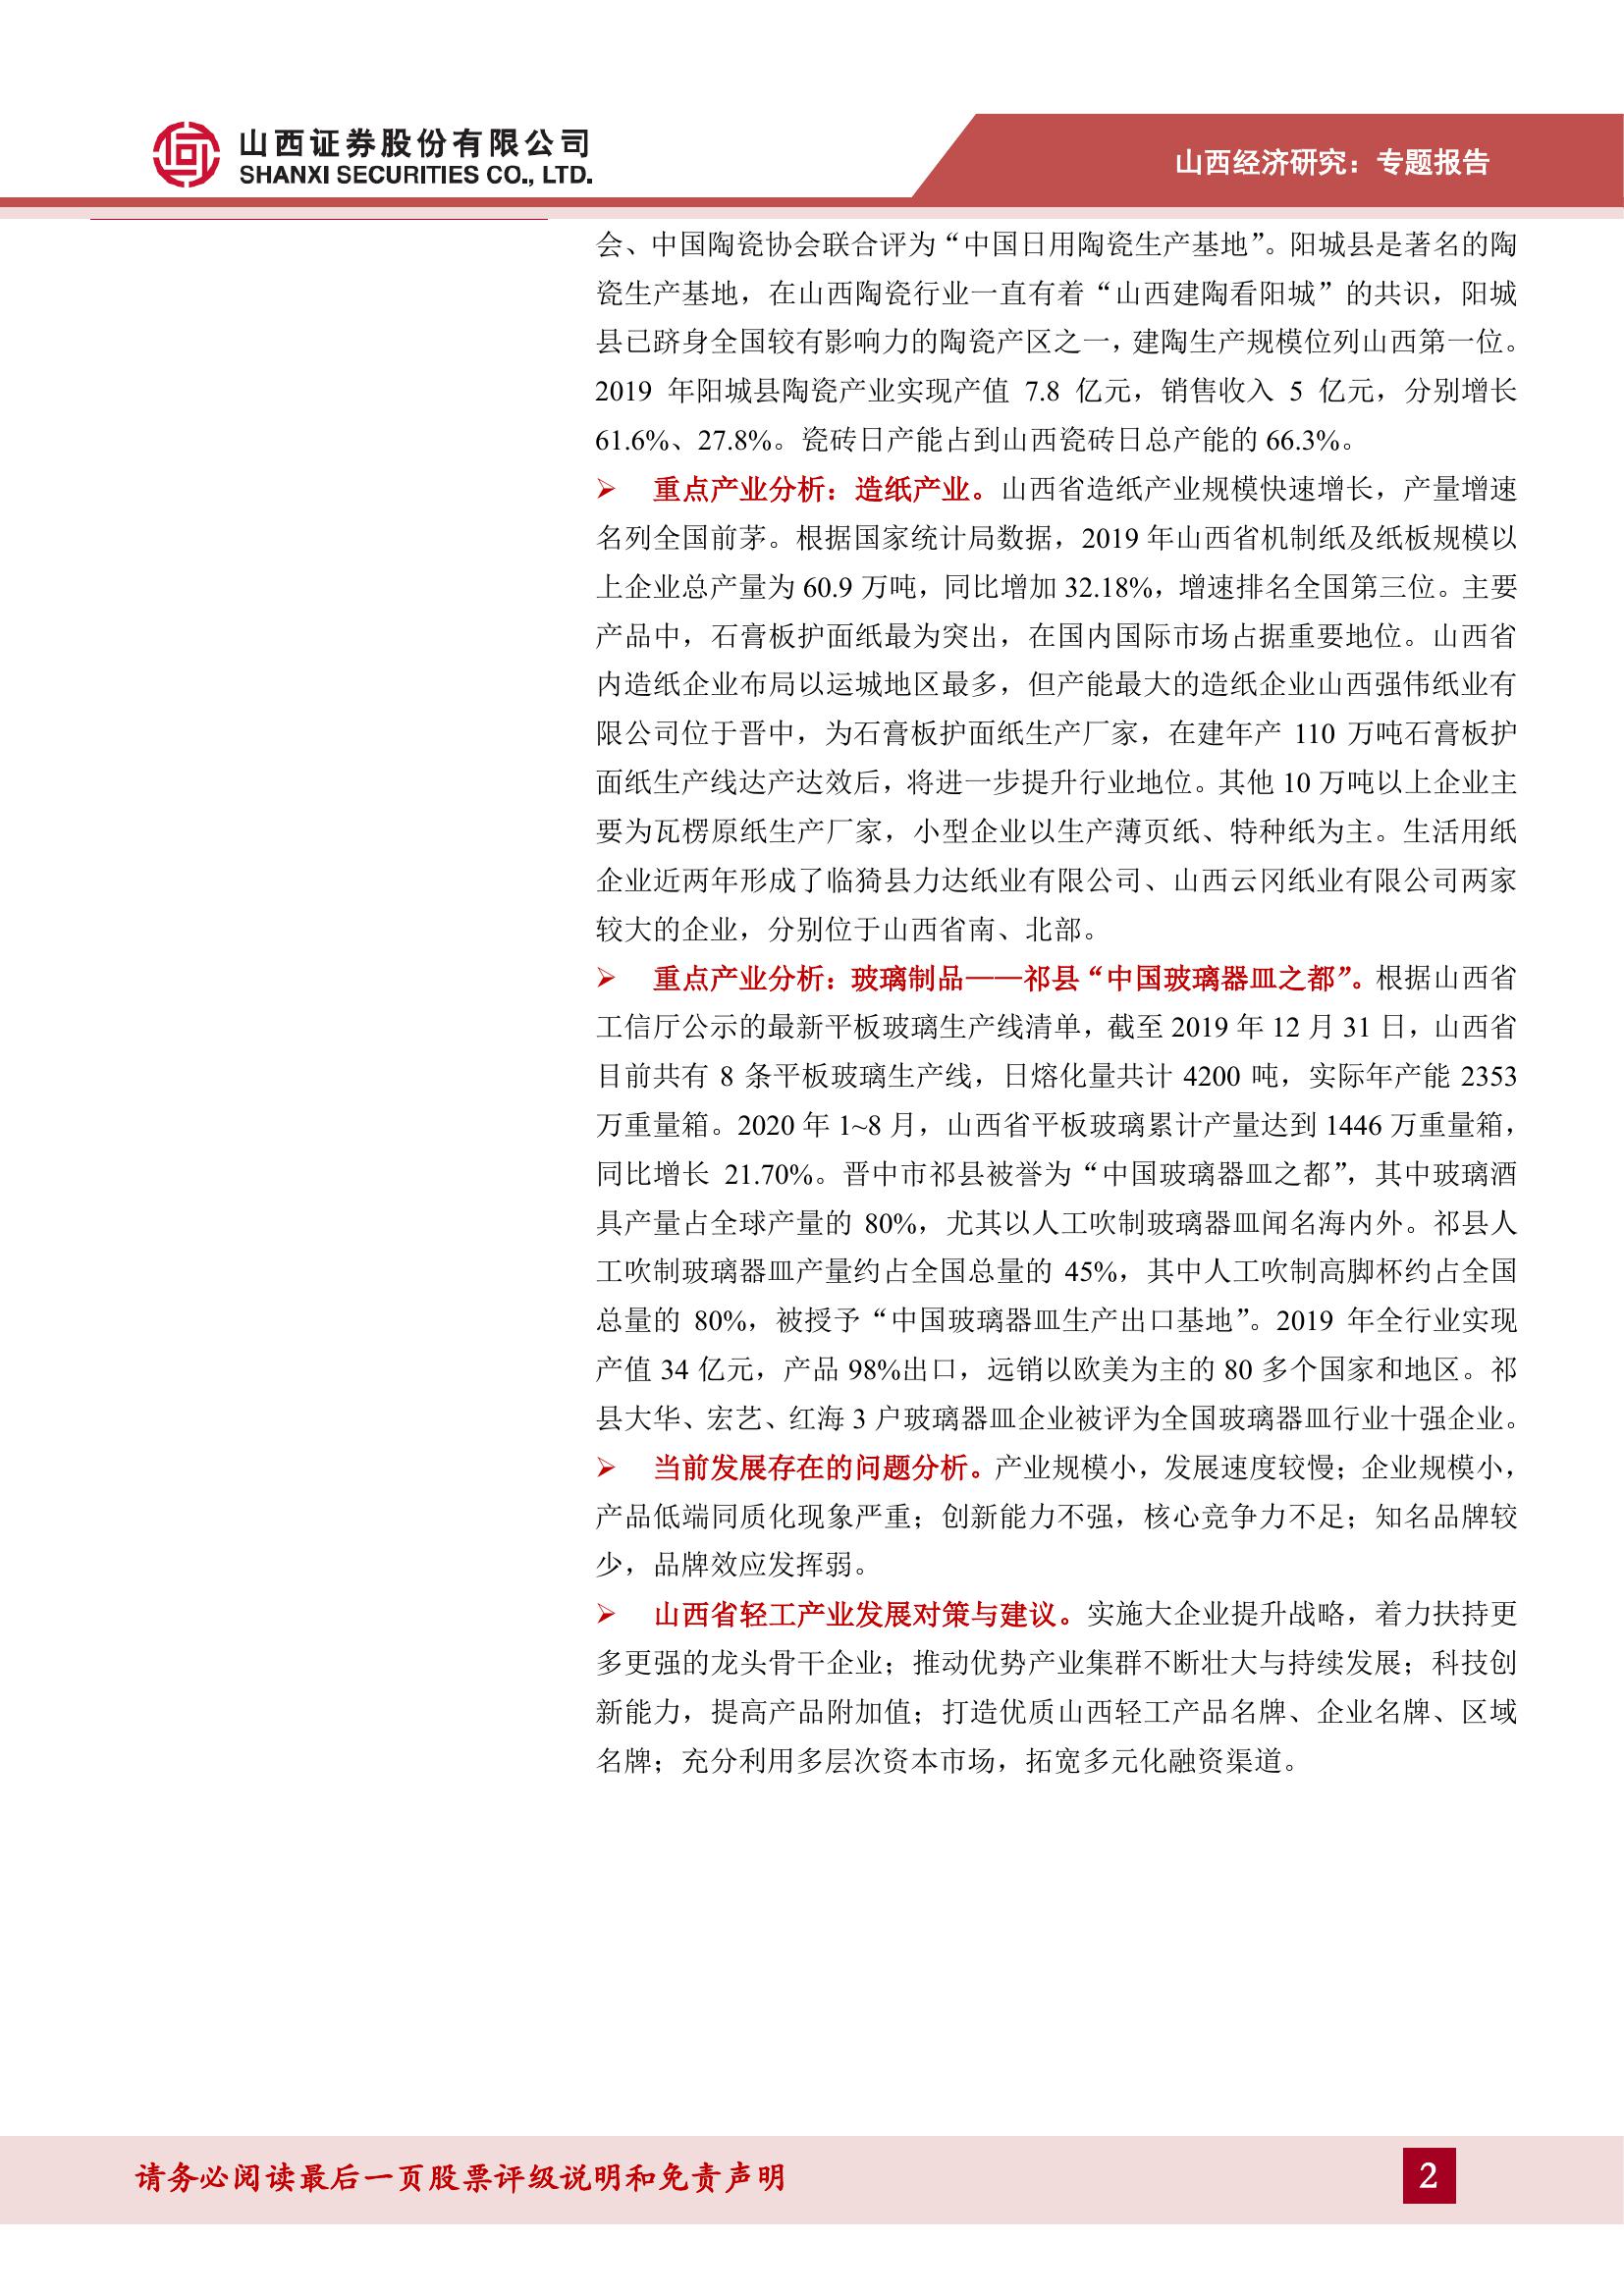 山西证券股份有限公司
SHANXI SECURITIES CO., LTD.
山西经济研究：专题报告
会、中国陶瓷协会联合评为“中国日用陶瓷生产基地”。阳城县是著名的陶
瓷生产基地，在山西陶瓷行业一直有着“山西建陶看阳城”的共识，阳城
县已跻身全国较有影响力的陶瓷产区之一，建陶生产规模位列山西第一位。
2019 年阳城县陶瓷产业实现产值 7.8 亿元，销售收入 5 亿元，分别增长
61.6%、27.8%。瓷砖日产能占到山西瓷砖日总产能的 66.3%。
➢ 重点产业分析：造纸产业。山西省造纸产业规模快速增长，产量增速
名列全国前茅。根据国家统计局数据，2019 年山西省机制纸及纸板规模以
上企业总产量为 60.9 万吨，同比增加 32.18%，增速排名全国第三位。主要
产品中，石膏板护面纸最为突出，在国内国际市场占据重要地位。山西省
内造纸企业布局以运城地区最多，但产能最大的造纸企业山西强伟纸业有
限公司位于晋中，为石膏板护面纸生产厂家，在建年产 110 万吨石膏板护
面纸生产线达产达效后，将进一步提升行业地位。其他 10 万吨以上企业主
要为瓦楞原纸生产厂家，小型企业以生产薄页纸、特种纸为主。生活用纸
企业近两年形成了临猗县力达纸业有限公司、山西云冈纸业有限公司两家
较大的企业，分别位于山西省南、北部。
➢ 重点产业分析：玻璃制品——祁县“中国玻璃器皿之都”。根据山西省
工信厅公示的最新平板玻璃生产线清单，截至 2019 年 12 月 31 日，山西省
目前共有 8 条平板玻璃生产线，日熔化量共计 4200 吨，实际年产能 2353
万重量箱。2020 年 1~8 月，山西省平板玻璃累计产量达到 1446 万重量箱，
同比增长 21.70%。晋中市祁县被誉为“中国玻璃器皿之都”，其中玻璃酒
具产量占全球产量的 80%，尤其以人工吹制玻璃器皿闻名海内外。祁县人
工吹制玻璃器皿产量约占全国总量的 45%，其中人工吹制高脚杯约占全国
总量的 80%，被授予“中国玻璃器皿生产出口基地”。2019 年全行业实现
产值 34 亿元，产品 98%出口，远销以欧美为主的 80 多个国家和地区。祁
县大华、宏艺、红海 3 户玻璃器皿企业被评为全国玻璃器皿行业十强企业。
➢ 当前发展存在的问题分析。产业规模小，发展速度较慢；企业规模小，
产品低端同质化现象严重；创新能力不强，核心竞争力不足；知名品牌较
少，品牌效应发挥弱。
➢ 山西省轻工产业发展对策与建议。实施大企业提升战略，着力扶持更
多更强的龙头骨干企业；推动优势产业集群不断壮大与持续发展；科技创
新能力，提高产品附加值；打造优质山西轻工产品名牌、企业名牌、区域
名牌；充分利用多层次资本市场，拓宽多元化融资渠道。
请务必阅读最后一页股票评级说明和免责声明
2